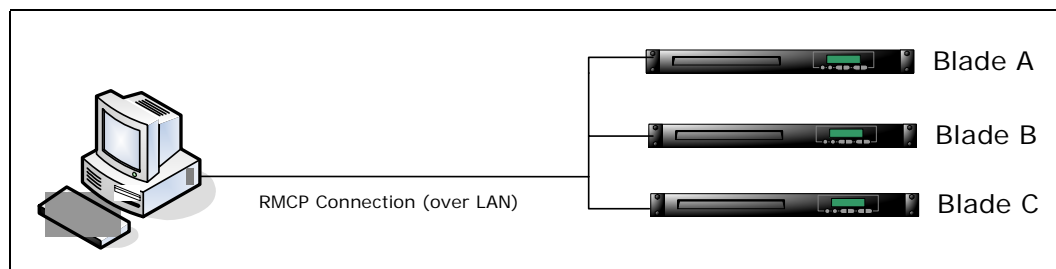 Blade A
Blade B
RMCP Connection (over LAN)
Blade C